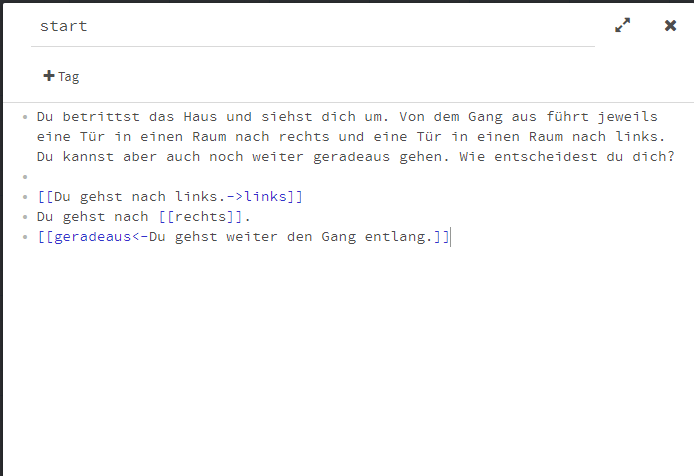 start
+ Tag
Du betrittst das Haus und siehst dich um. Von dem Gang aus führt jeweils
eine Tür in einen Raum nach rechts und eine Tür in einen Raum nach links.
Du kannst aber auch noch weiter geradeaus gehen. Wie entscheidest du dich?
[[Du gehst nach links.->links]]
Du gehst nach [[rechts]].
[[geradeaus<-Du gehst weiter den Gang entlang.]]